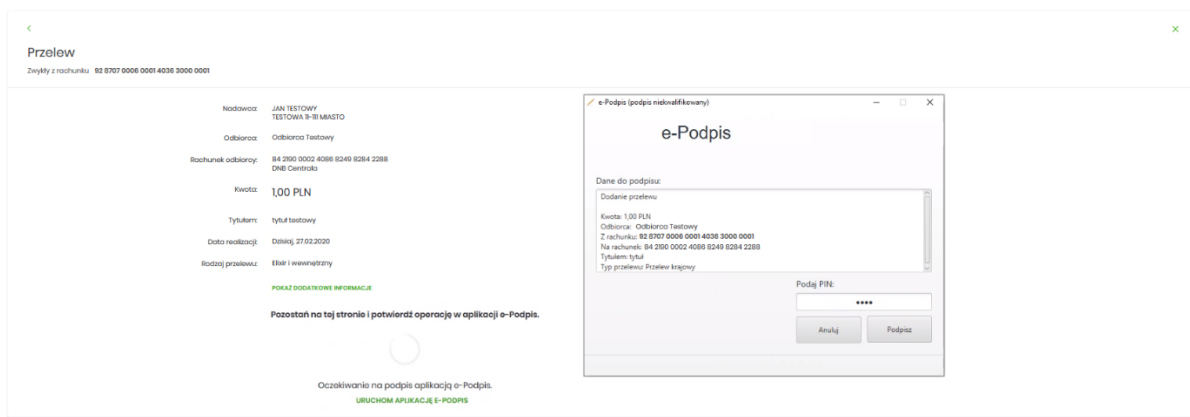 Przelew
Zwykły z rachunku 92 8707 0006 0001 4036 3000 0001
Nadawca: JAN TESTOWY
TESTOWA 11-111 MIASTO
Odbiorca: Odbiorca Testowy
Rachunek odbiorcy: 84 2190 0002 4086 8249 8284 2288
DNB Centrala
Kwota: 1,00 PLN
Tytułem: tytuł testowy
Data realizacji: Dzisiaj, 27.02.2020
Rodzaj przelewu: Elixir i wewnętrzny
POKAŻ DODATKOWE INFORMACJE
Pozostań na tej stronie i potwierdź operację w aplikacji e-Podpis.
Oczekiwanie na podpis aplikacją e-Podpis.
URUCHOM APLIKACJĘ E-PODPIS
e-Podpis (podpis niekwalifikowany)
e-Podpis
Dane do podpisu:
Dodanie przelewu
Kwota: 1,00 PLN
Odbiorca: Odbiorca Testowy
Z rachunku: 92 8707 0006 0001 4036 3000 0001
Na rachunek: 84 2190 0002 4086 8249 8284 2288
Tytułem: tytuł
Typ przelewu: Przelew krajowy
Podaj PIN:
••••
Anuluj Podpisz